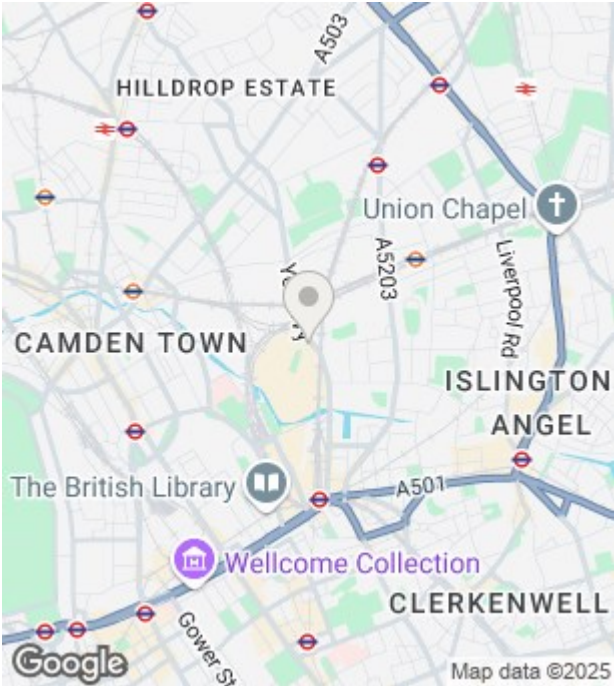 A503
HILLDROP ESTATE
Union Chapel
A5203
Liverpool Rd
CAMDEN TOWN
ISLINGTON
ANGEL
The British Library
A501
Wellcome Collection
CLERKENWELL
Gower St
Google
Map data ©2025